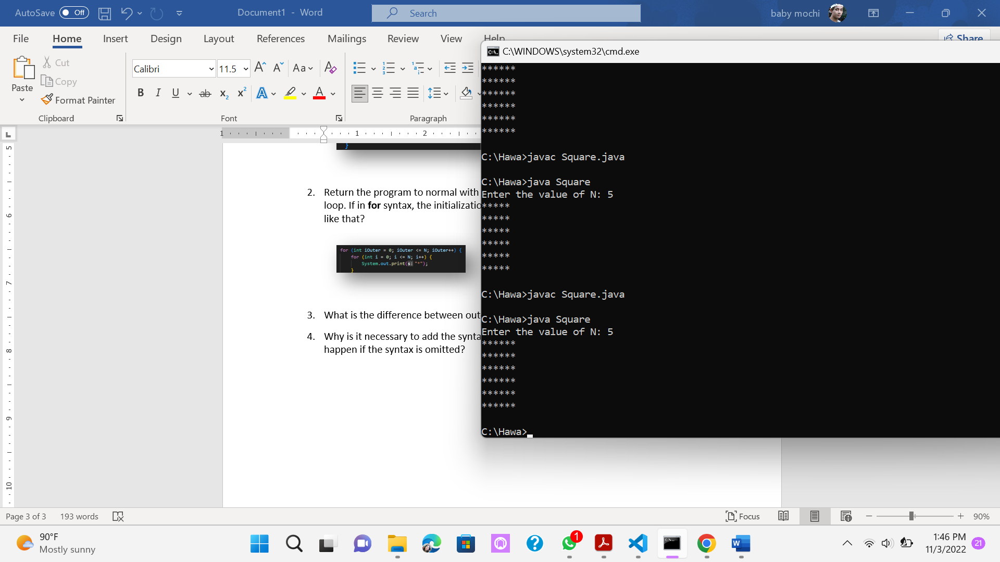 AutoSave Off
Document1 - Word
Search
baby mochi
File Home Insert Design Layout References Mailings Review View Help
Share
Paste
Cut
Copy
Format Painter
Clipboard
Calibri 11.5
Font
Paragraph
C:\WINDOWS\system32\cmd.exe
******
******
******
******
******
******
C:\Hawa>javac Square.java
C:\Hawa>java Square
Enter the value of N: 5
*****
*****
*****
*****
*****
*****
C:\Hawa>javac Square.java
C:\Hawa>java Square
Enter the value of N: 5
******
******
******
******
******
******
C:\Hawa>
}
2. Return the program to normal with
loop. If in for syntax, the initializatio
like that?
for (int iOuter = 0; iOuter <= N; iOuter++) {
for (int i = 0; i <= N; i++) {
System.out.print(s: "*");
}
3. What is the difference between out
4. Why is it necessary to add the synta
happen if the syntax is omitted?
1 1 2
5
6
7
8
9
10
Page 3 of 3 193 words
Focus
90%
90°F
Mostly sunny
1
1:46 PM
11/3/2022
21